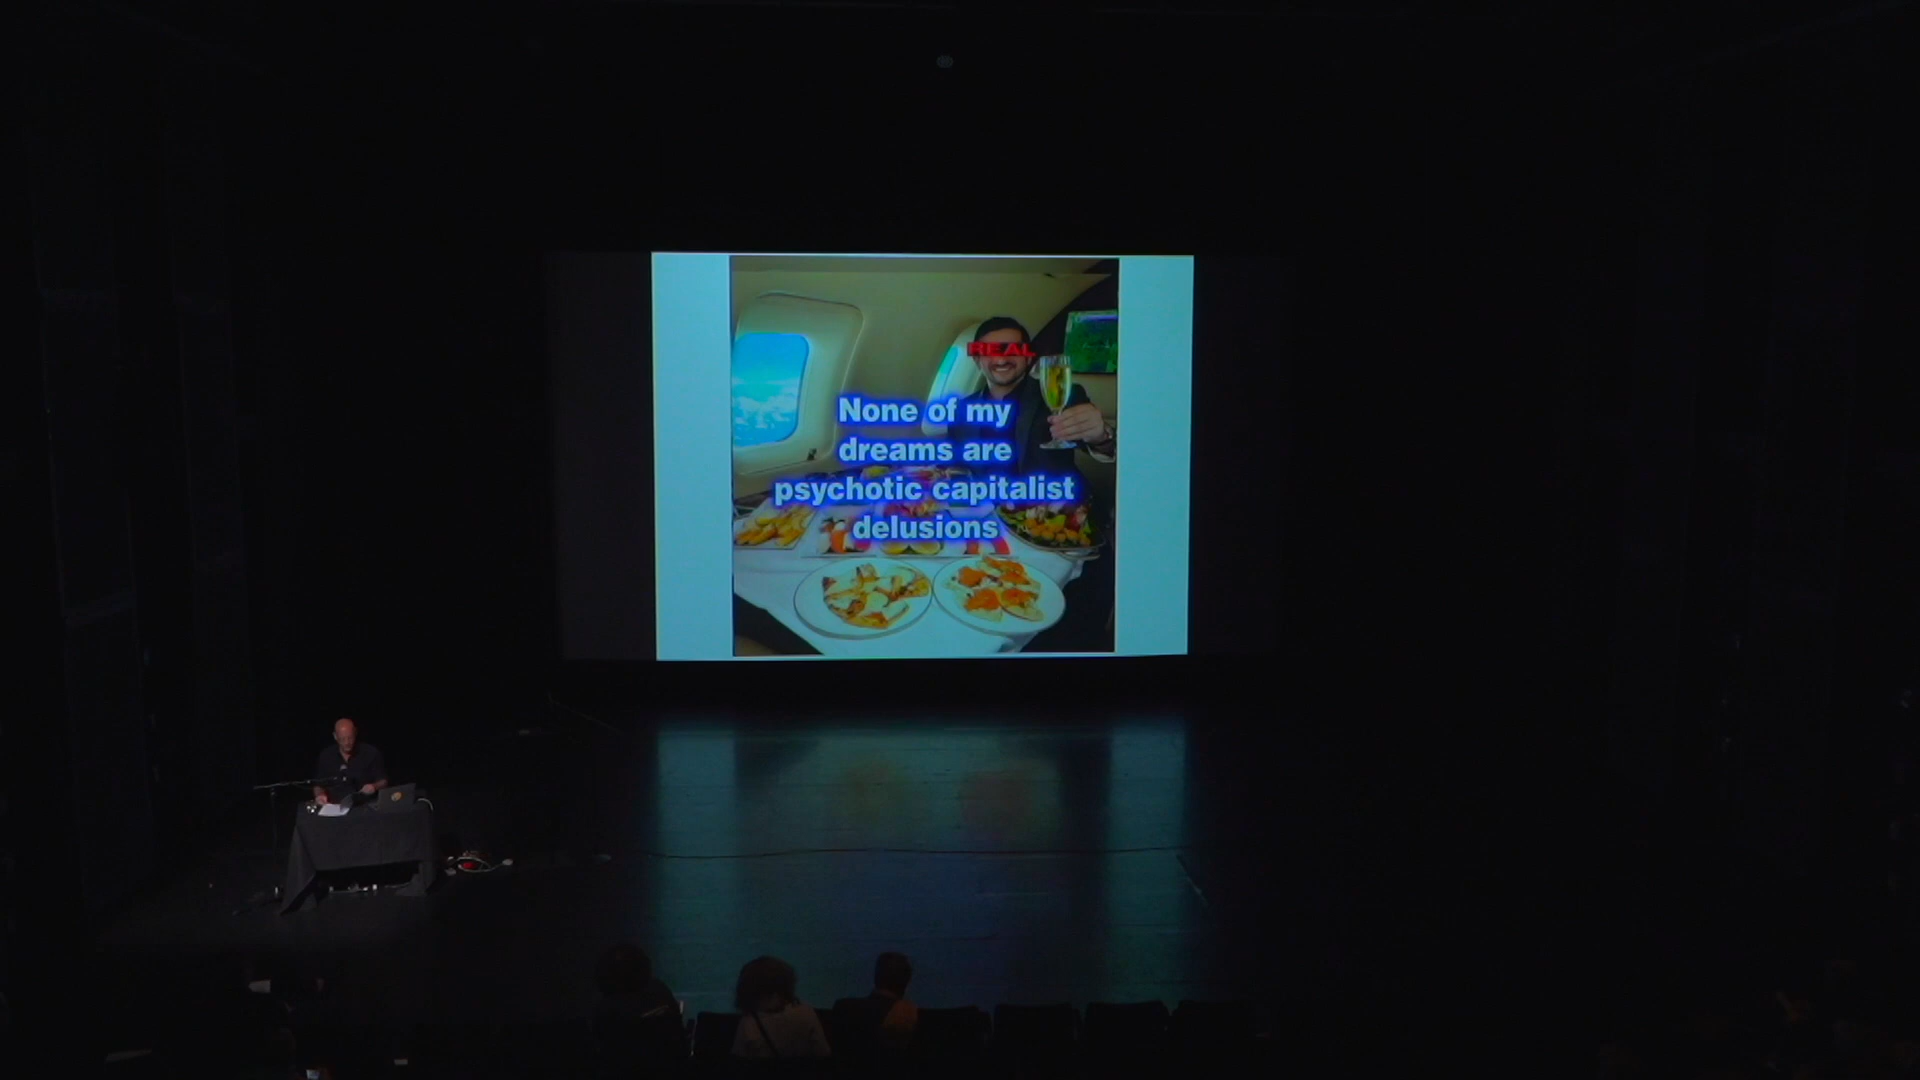 REAL
None of my
dreams are
psychotic capitalist
delusions